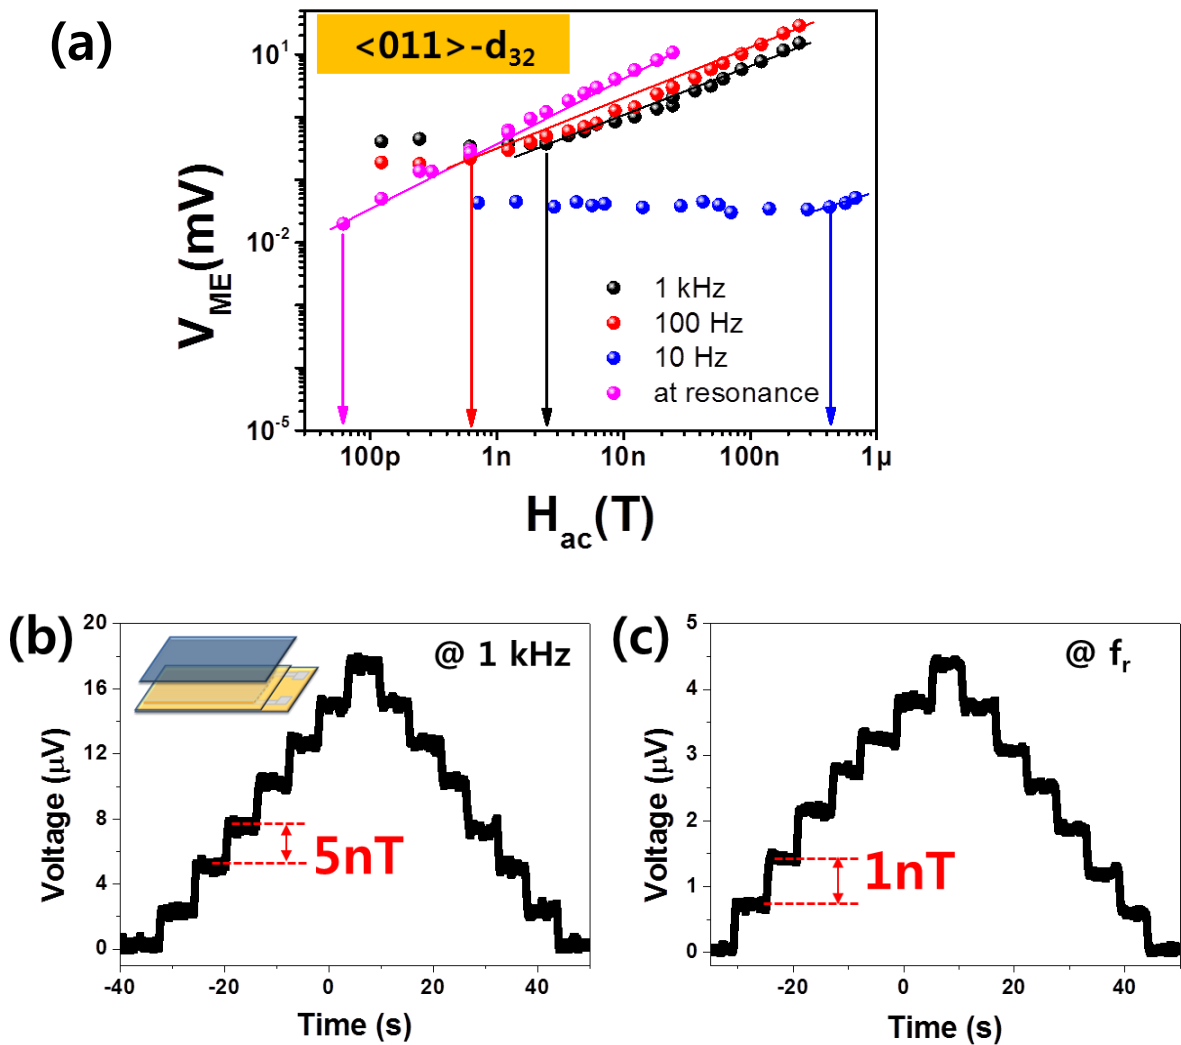 (a)
<011>-d32
10¹
10⁻²
10⁻⁵
VME(mV)
1 kHz
100 Hz
10 Hz
at resonance
100p 1n 10n 100n 1μ
Hac(T)
(b)
@ 1 kHz
20
16
12
8
4
0
Voltage (μV)
5nT
-40 -20 0 20 40
Time (s)
(c)
@ fr
5
4
3
2
1
0
Voltage (μV)
1nT
-20 0 20 40
Time (s)